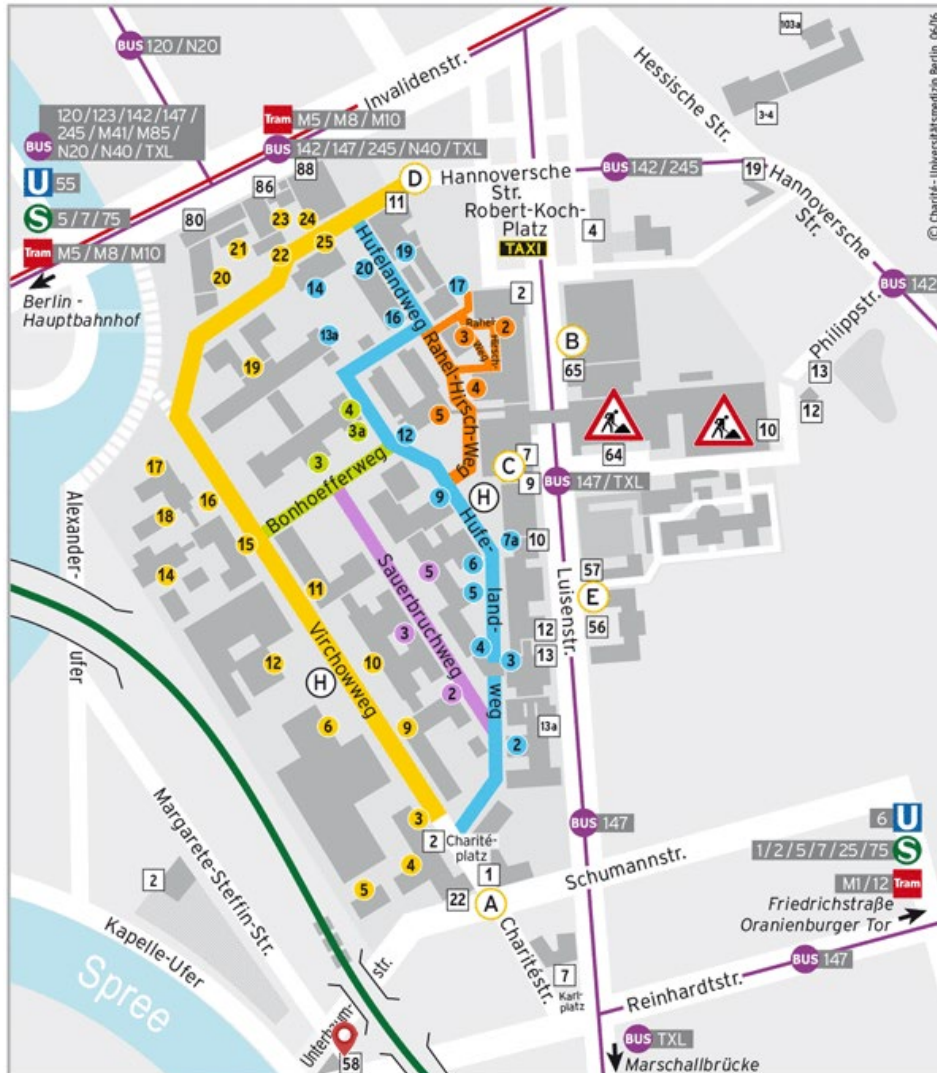 103a
© Charité - Universitätsmedizin Berlin 06/16
BUS 120 / N20
Hessische Str.
Invalidenstr.
3-4
120 / 123 / 142 / 147
/ 245 / M41 / M85 /
N20 / N40 / TXL
BUS
Tram M5 / M8 / M10
BUS 142 / 147 / 245 / N40 / TXL
U 55
S 5 / 7 / 75
Tram M5 / M8 / M10
Berlin -
Hauptbahnhof
80
86
88
D
11
Hannoversche
Str.
Robert-Koch-
Platz
TAXI
BUS 142 / 245
19
Hannoversche
Str.
4
BUS 142
Philippstr.
23
24
22
25
21
20
20
19
14
Hufelandweg
17
2
16
13a
Rahel-
Hirsch-
Weg
3
2
B
65
13
12
19
Rahel-Hirsch-Weg
4
5
4
3a
12
3
10
64
7
C
9
H
9
BUS 147 / TXL
Bonhoefferweg
17
16
18
15
14
Alexander-
ufer
Hufe-
land-
weg
7a
10
6
5
57
E
56
Luisenstr.
11
Sauerbruchweg
5
3
2
4
3
12
13
12
10
H
Virchowweg
6
9
13a
2
3
2
Charité-
platz
1
4
5
22
A
BUS 147
Schumannstr.
6 U
1 / 2 / 5 / 7 / 25 / 75 S
M1 / 12 Tram
Friedrichstraße
Oranienburger Tor
Margarete-Steffin-Str.
2
Kapelle-Ufer
Spree
Charitéstr.
7
Karl-
platz
BUS 147
Reinhardtstr.
Unterbaum-
str.
58
BUS TXL
Marschallbrücke